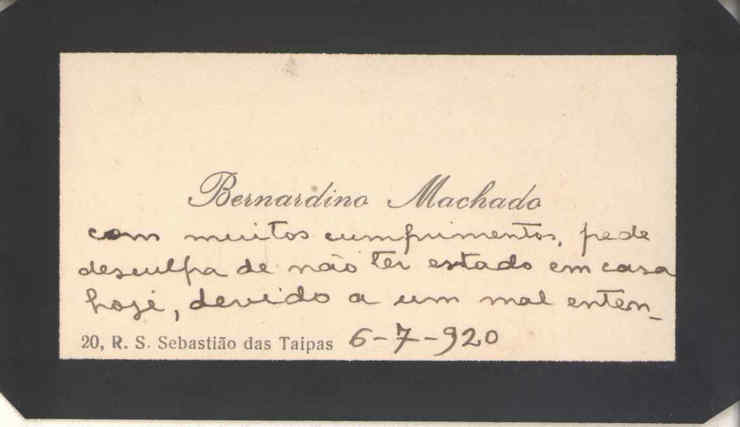 Bernardino Machado
com muitos cumprimentos, pede
desculpa de não ter estado em casa
hoje, devido a um mal enten-
20, R. S. Sebastião das Taipas 6-7-920